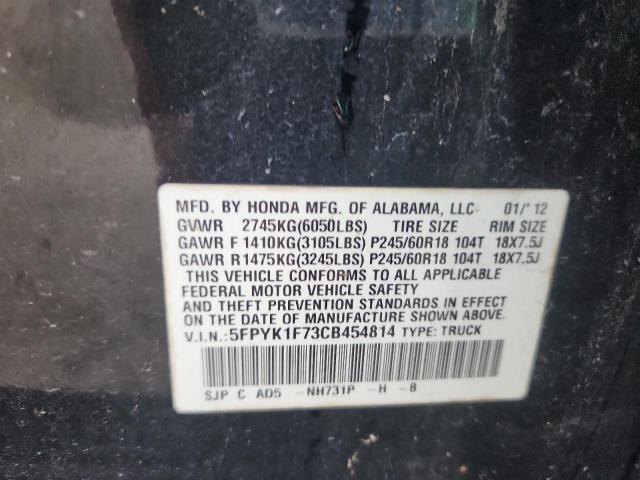 MFD. BY HONDA MFG. OF ALABAMA, LLC 01/'12
GVWR 2745KG(6050LBS) TIRE SIZE RIM SIZE
GAWR F 1410KG(3105LBS) P245/60R18 104T 18X7.5J
GAWR R1475KG(3245LBS) P245/60R18 104T 18X7.5J
THIS VEHICLE CONFORMS TO ALL APPLICABLE
FEDERAL MOTOR VEHICLE SAFETY
AND THEFT PREVENTION STANDARDS IN EFFECT
ON THE DATE OF MANUFACTURE SHOWN ABOVE.
V.I.N.:5FPYK1F73CB454814 TYPE:TRUCK
SJP C AD5 -NH731P -H -8